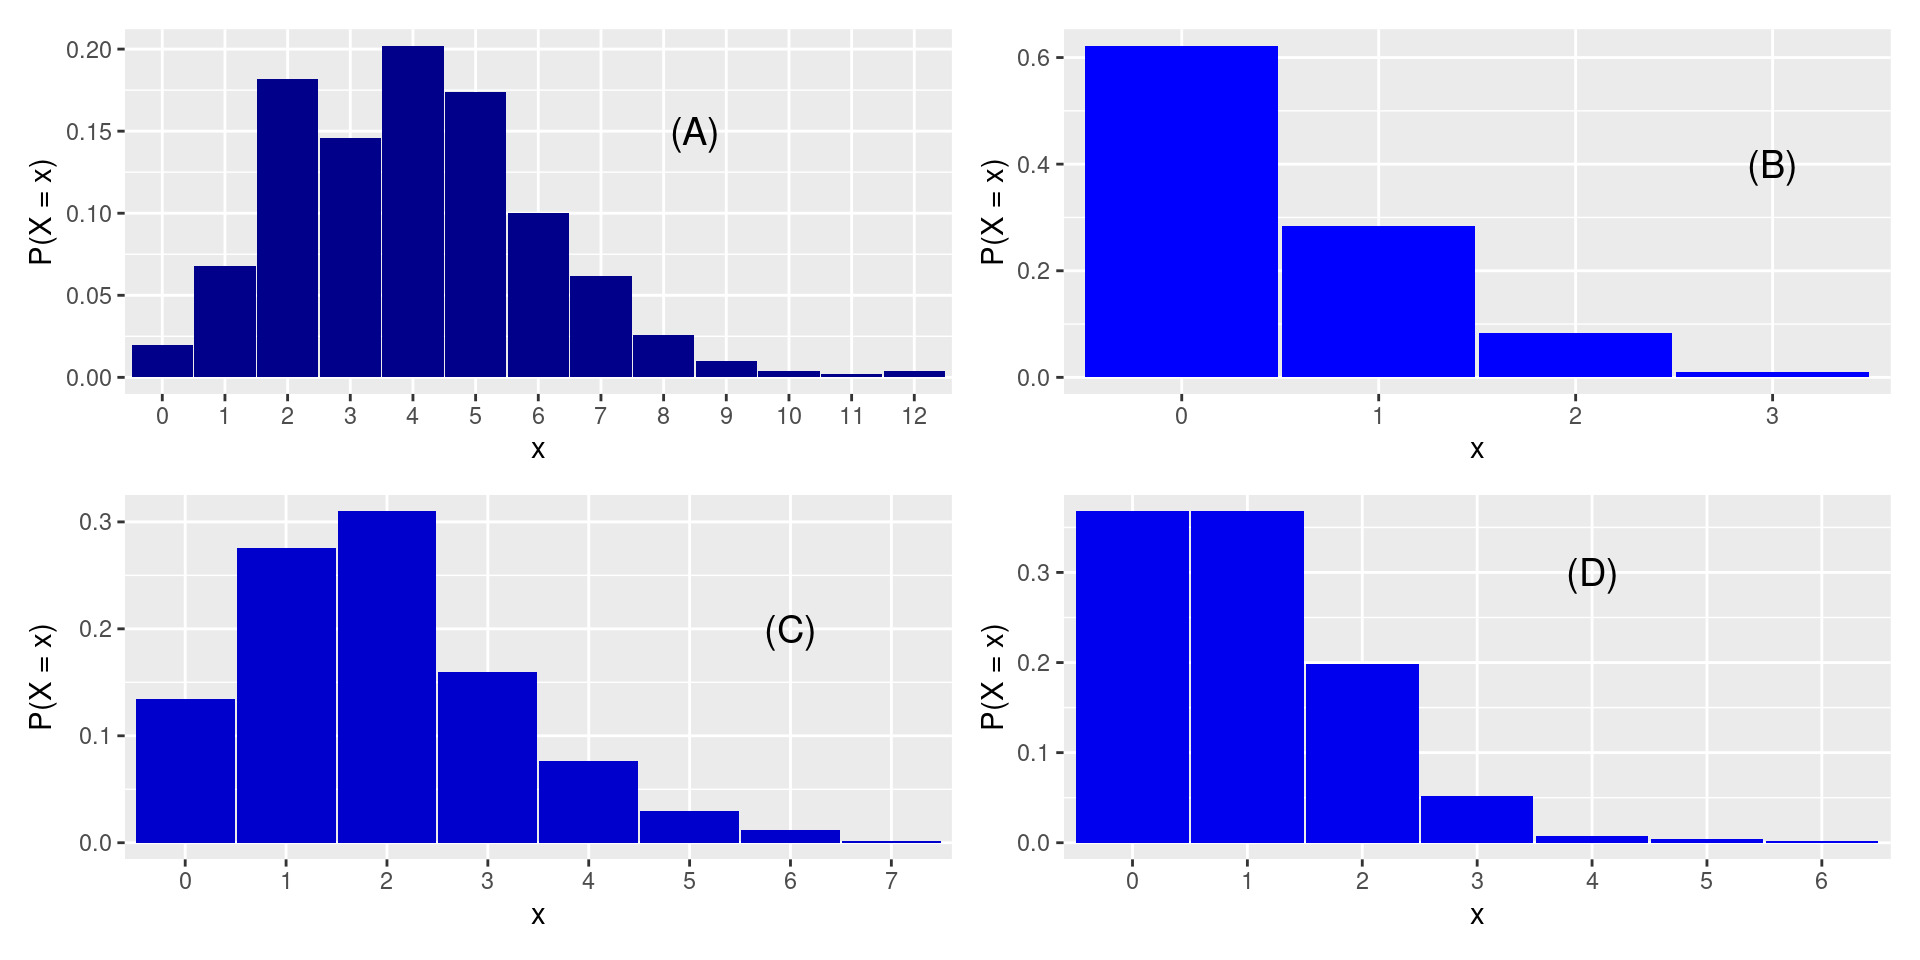 0.20
0.15
0.10
0.05
0.00
P(X = x)
(A)
0 1 2 3 4 5 6 7 8 9 10 11 12
x
0.6
0.4
0.2
0.0
P(X = x)
(B)
0 1 2 3
x
0.3
0.2
0.1
0.0
P(X = x)
(C)
0 1 2 3 4 5 6 7
x
0.3
0.2
0.1
0.0
P(X = x)
(D)
0 1 2 3 4 5 6
x